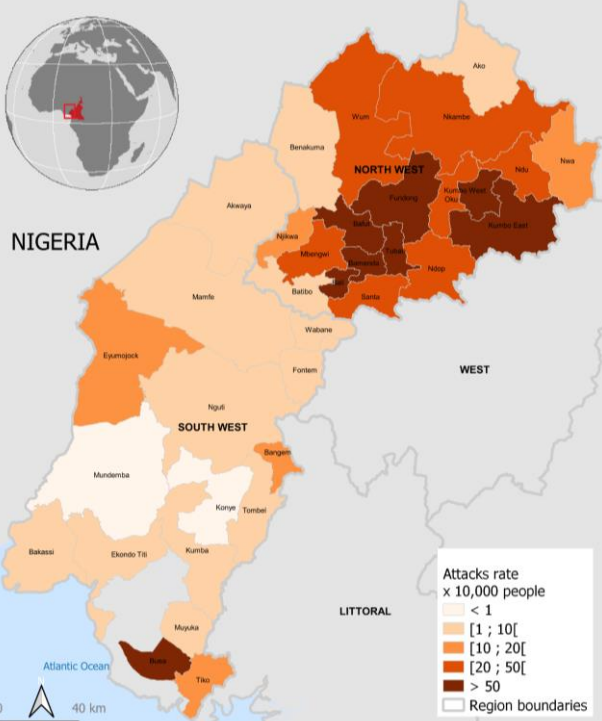 Ako
Wum
Nkambe
Benakuma
Ndu
Nwa
NORTH WEST
Fundong
Kumbo West
Oku
Akwaya
Bafut
Kumbo East
NIGERIA
Njikwa
Mbengwi
Tubah
Bamenda
Ndop
Bali
Batibo
Santa
Mamfe
Wabane
Eyumojock
Fontem
WEST
Nguti
SOUTH WEST
Bangem
Mundemba
Konye
Tombel
Bakassi
Ekondo Titi
Kumba
Attacks rate
x 10,000 people
< 1
[1 ; 10[
[10 ; 20[
[20 ; 50[
> 50
Region boundaries
LITTORAL
Muyuka
Buea
Atlantic Ocean
Tiko
N
0 40 km